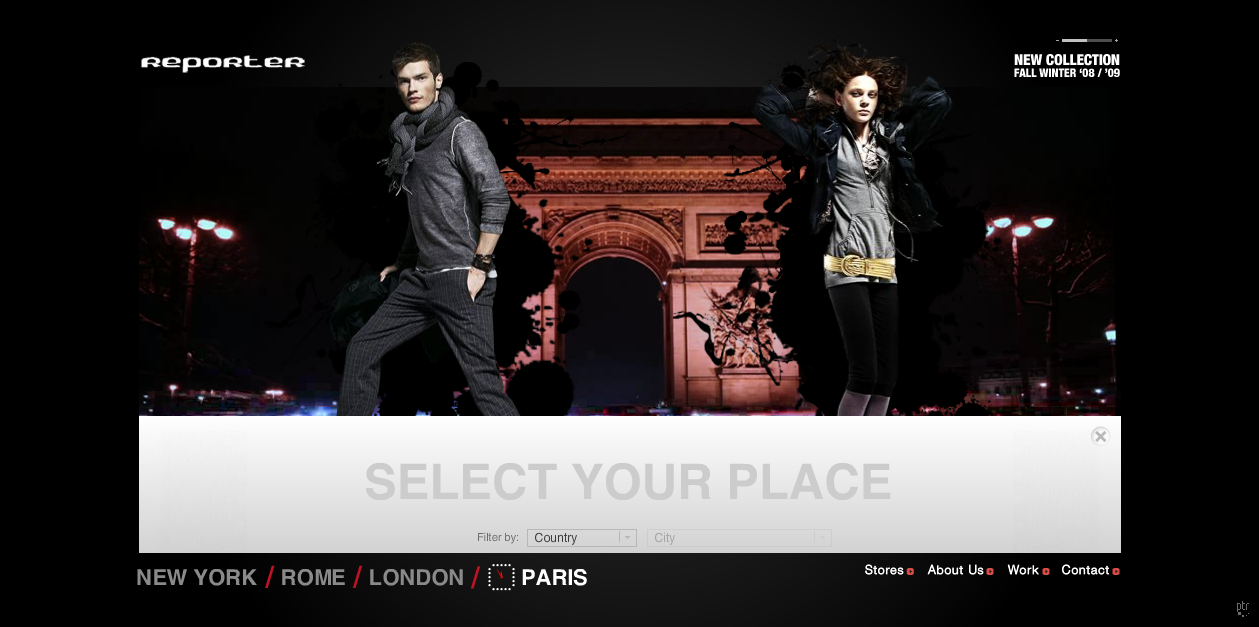 REPORTER
NEW COLLECTION
FALL WINTER ‘08 / ’09
SELECT YOUR PLACE
Filter by: Country City
NEW YORK / ROME / LONDON / PARIS
Stores About Us Work Contact
ptr